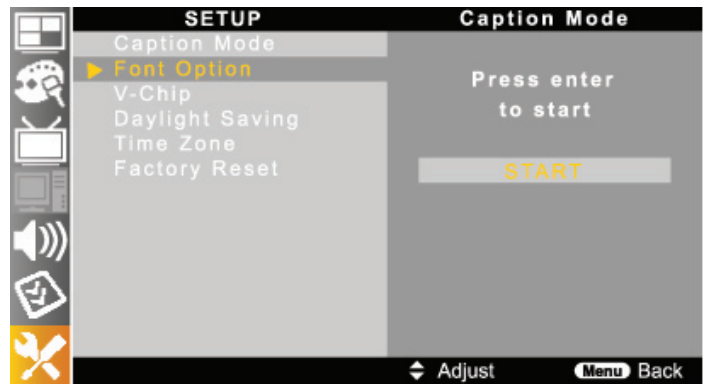 SETUP
Caption Mode
Font Option
V-Chip
Daylight Saving
Time Zone
Factory Reset
Caption Mode
Press enter
to start
START
Adjust
Menu Back